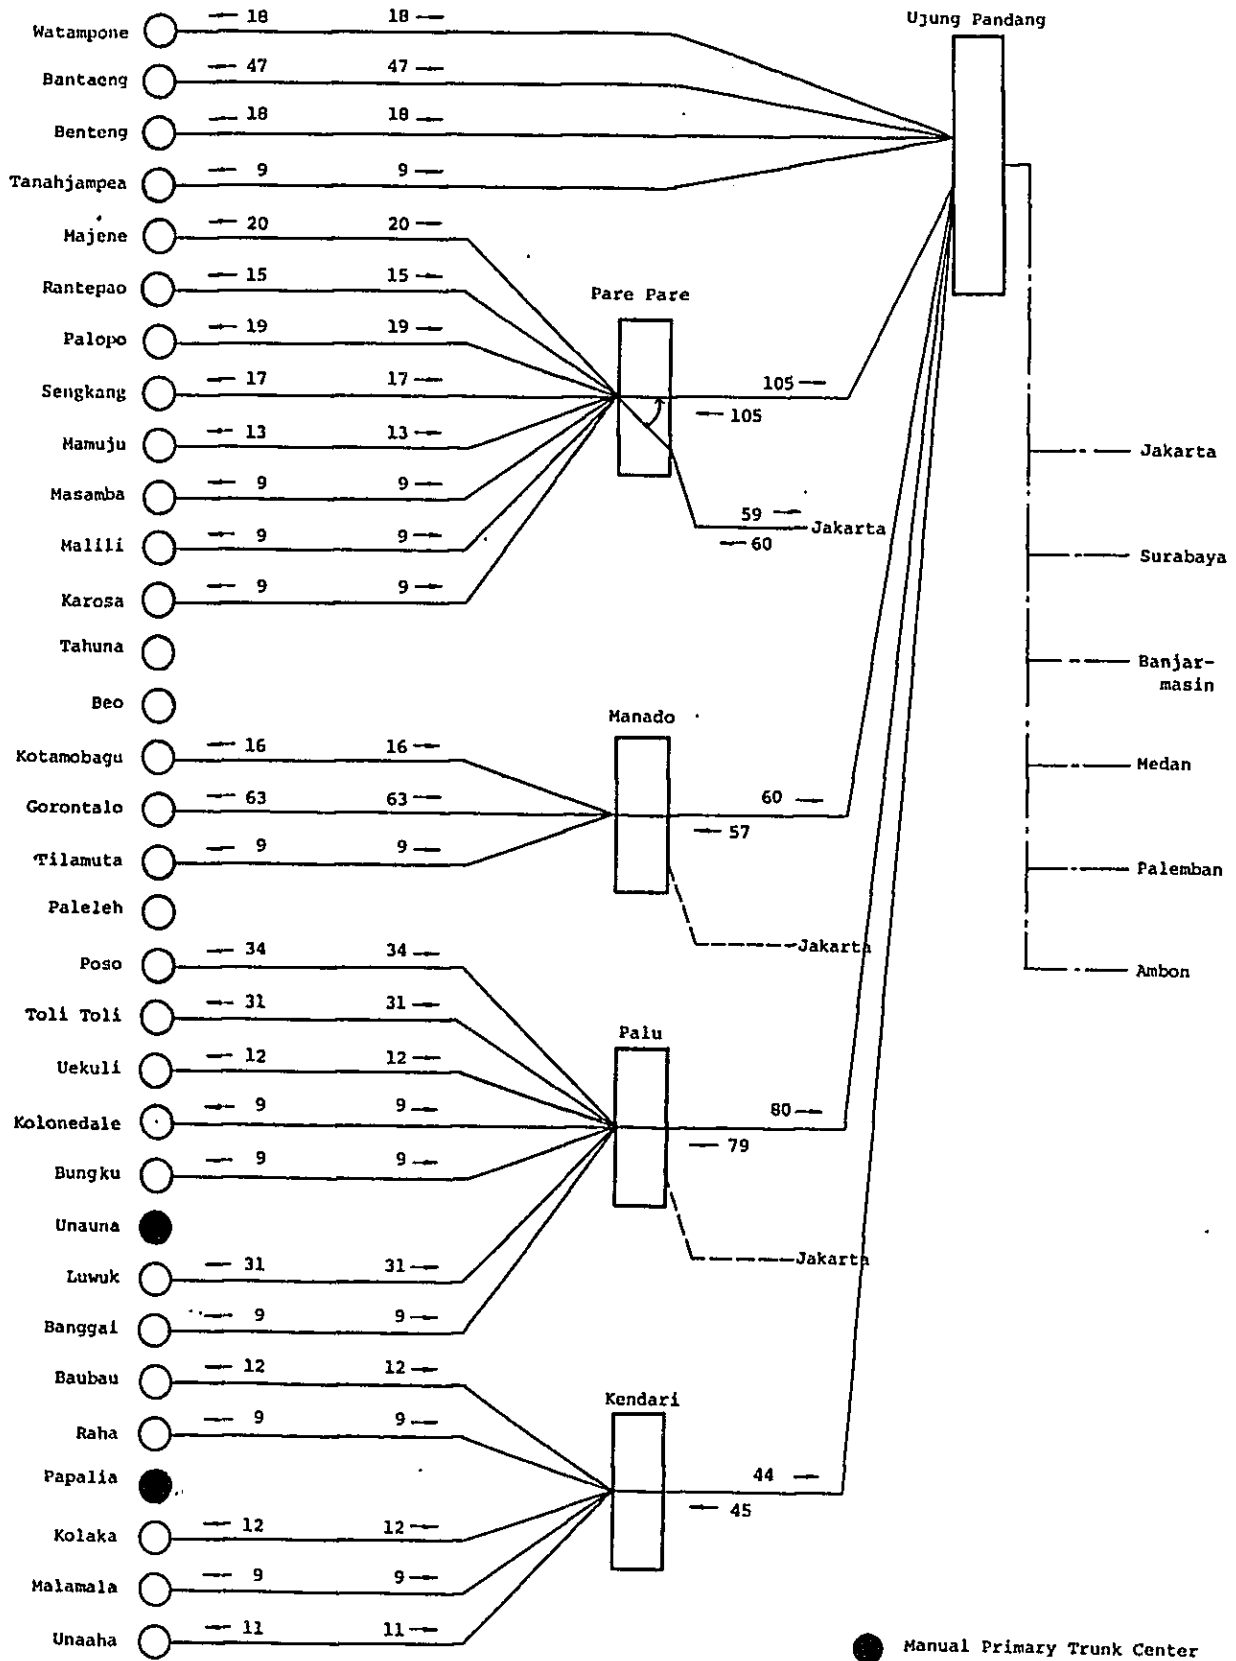 Ujung Pandang
Watampone 18 18
Bantaeng 47 47
Benteng 18 18
Tanahjampea 9 9
Majene 20 20
Rantepao 15 15
Pare Pare
Palopo 19 19
Sengkang 17 17
105
105
Mamuju 13 13
Jakarta
Masamba 9 9
59
Jakarta
60
Malili 9 9
Surabaya
Karosa 9 9
Tahuna
Banjar-
masin
Beo
Manado
Kotamobagu 16 16
Medan
Gorontalo 63 63
60
57
Tilamuta 9 9
Palemban
Paleleh
Jakarta
Poso 34 34
Ambon
Toli Toli 31 31
Palu
Uekuli 12 12
Kolonedale 9 9
80
79
Bungku 9 9
Unauna
Jakarta
Luwuk 31 31
Banggai 9 9
Baubau 12 12
Kendari
Raha 9 9
Papalia
44
45
Kolaka 12 12
Malamala 9 9
Unaaha 11 11
Manual Primary Trunk Center